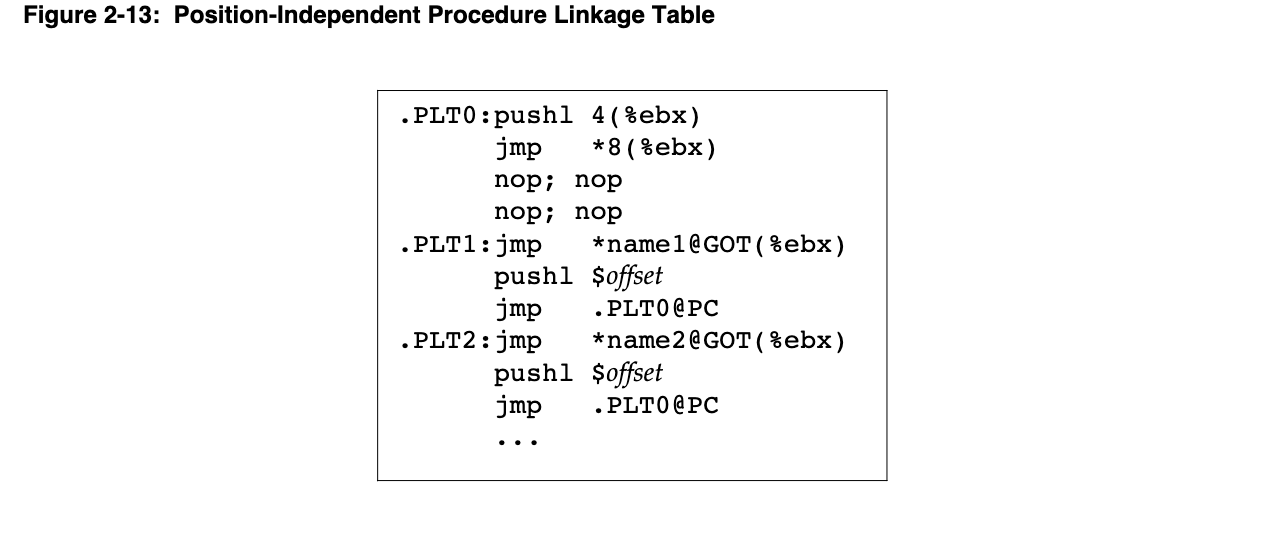 Figure 2-13: Position-Independent Procedure Linkage Table
.PLT0:pushl 4(%ebx)
jmp *8(%ebx)
nop; nop
nop; nop
.PLT1:jmp *name1@GOT(%ebx)
pushl $offset
jmp .PLT0@PC
.PLT2:jmp *name2@GOT(%ebx)
pushl $offset
jmp .PLT0@PC
...